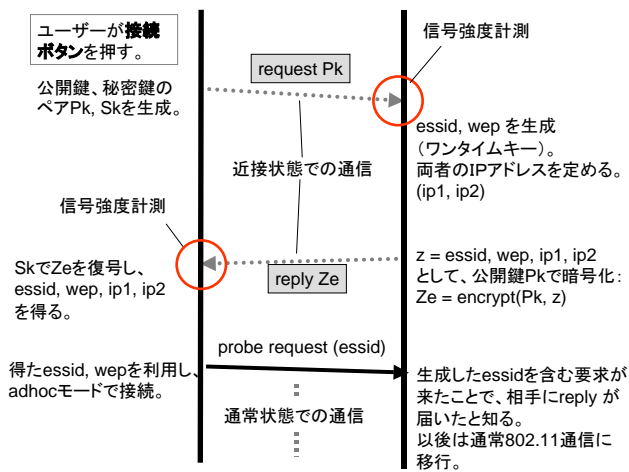 ユーザーが接続
ボタンを押す。
公開鍵、秘密鍵の
ペアPk, Skを生成。
request Pk
信号強度計測
essid, wep を生成
（ワンタイムキー）。
両者のIPアドレスを定める。
(ip1, ip2)
近接状態での通信
信号強度計測
z = essid, wep, ip1, ip2
として、公開鍵Pkで暗号化：
Ze = encrypt(Pk, z)
reply Ze
SkでZeを復号し、
essid, wep, ip1, ip2
を得る。
probe request (essid)
得たessid, wepを利用し、
adhocモードで接続。
生成したessidを含む要求が
来たことで、相手にreply が
届いたと知る。
以後は通常802.11通信に
移行。
通常状態での通信